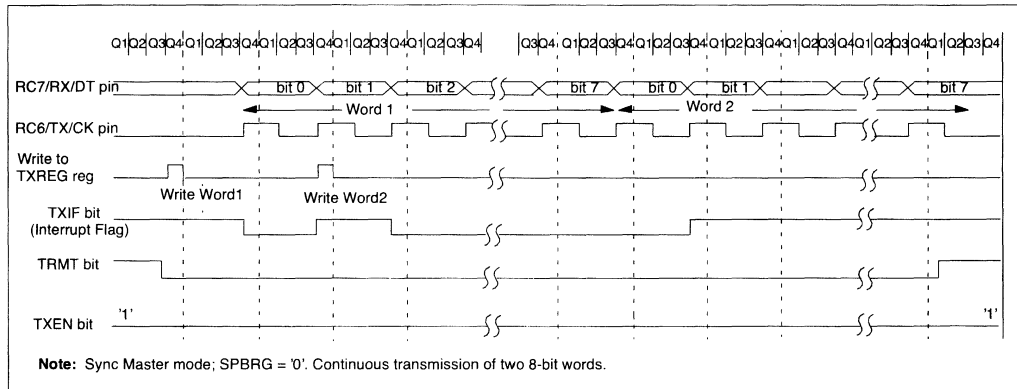 Q1 Q2 Q3 Q4 Q1 Q2 Q3 Q4 Q1 Q2 Q3 Q4 Q1 Q2 Q3 Q4 Q1 Q2 Q3 Q4 Q3 Q4 Q1 Q2 Q3 Q4 Q1 Q2 Q3 Q4 Q1 Q2 Q3 Q4 Q1 Q2 Q3 Q4 Q1 Q2 Q3 Q4 Q1 Q2 Q3 Q4
RC7/RX/DT pin bit 0 bit 1 bit 2 bit 7 bit 0 bit 1 bit 7
Word 1 Word 2
RC6/TX/CK pin
Write to
TXREG reg
Write Word1 Write Word2
TXIF bit
(Interrupt Flag)
TRMT bit
TXEN bit '1' '1'
Note: Sync Master mode; SPBRG = '0'. Continuous transmission of two 8-bit words.